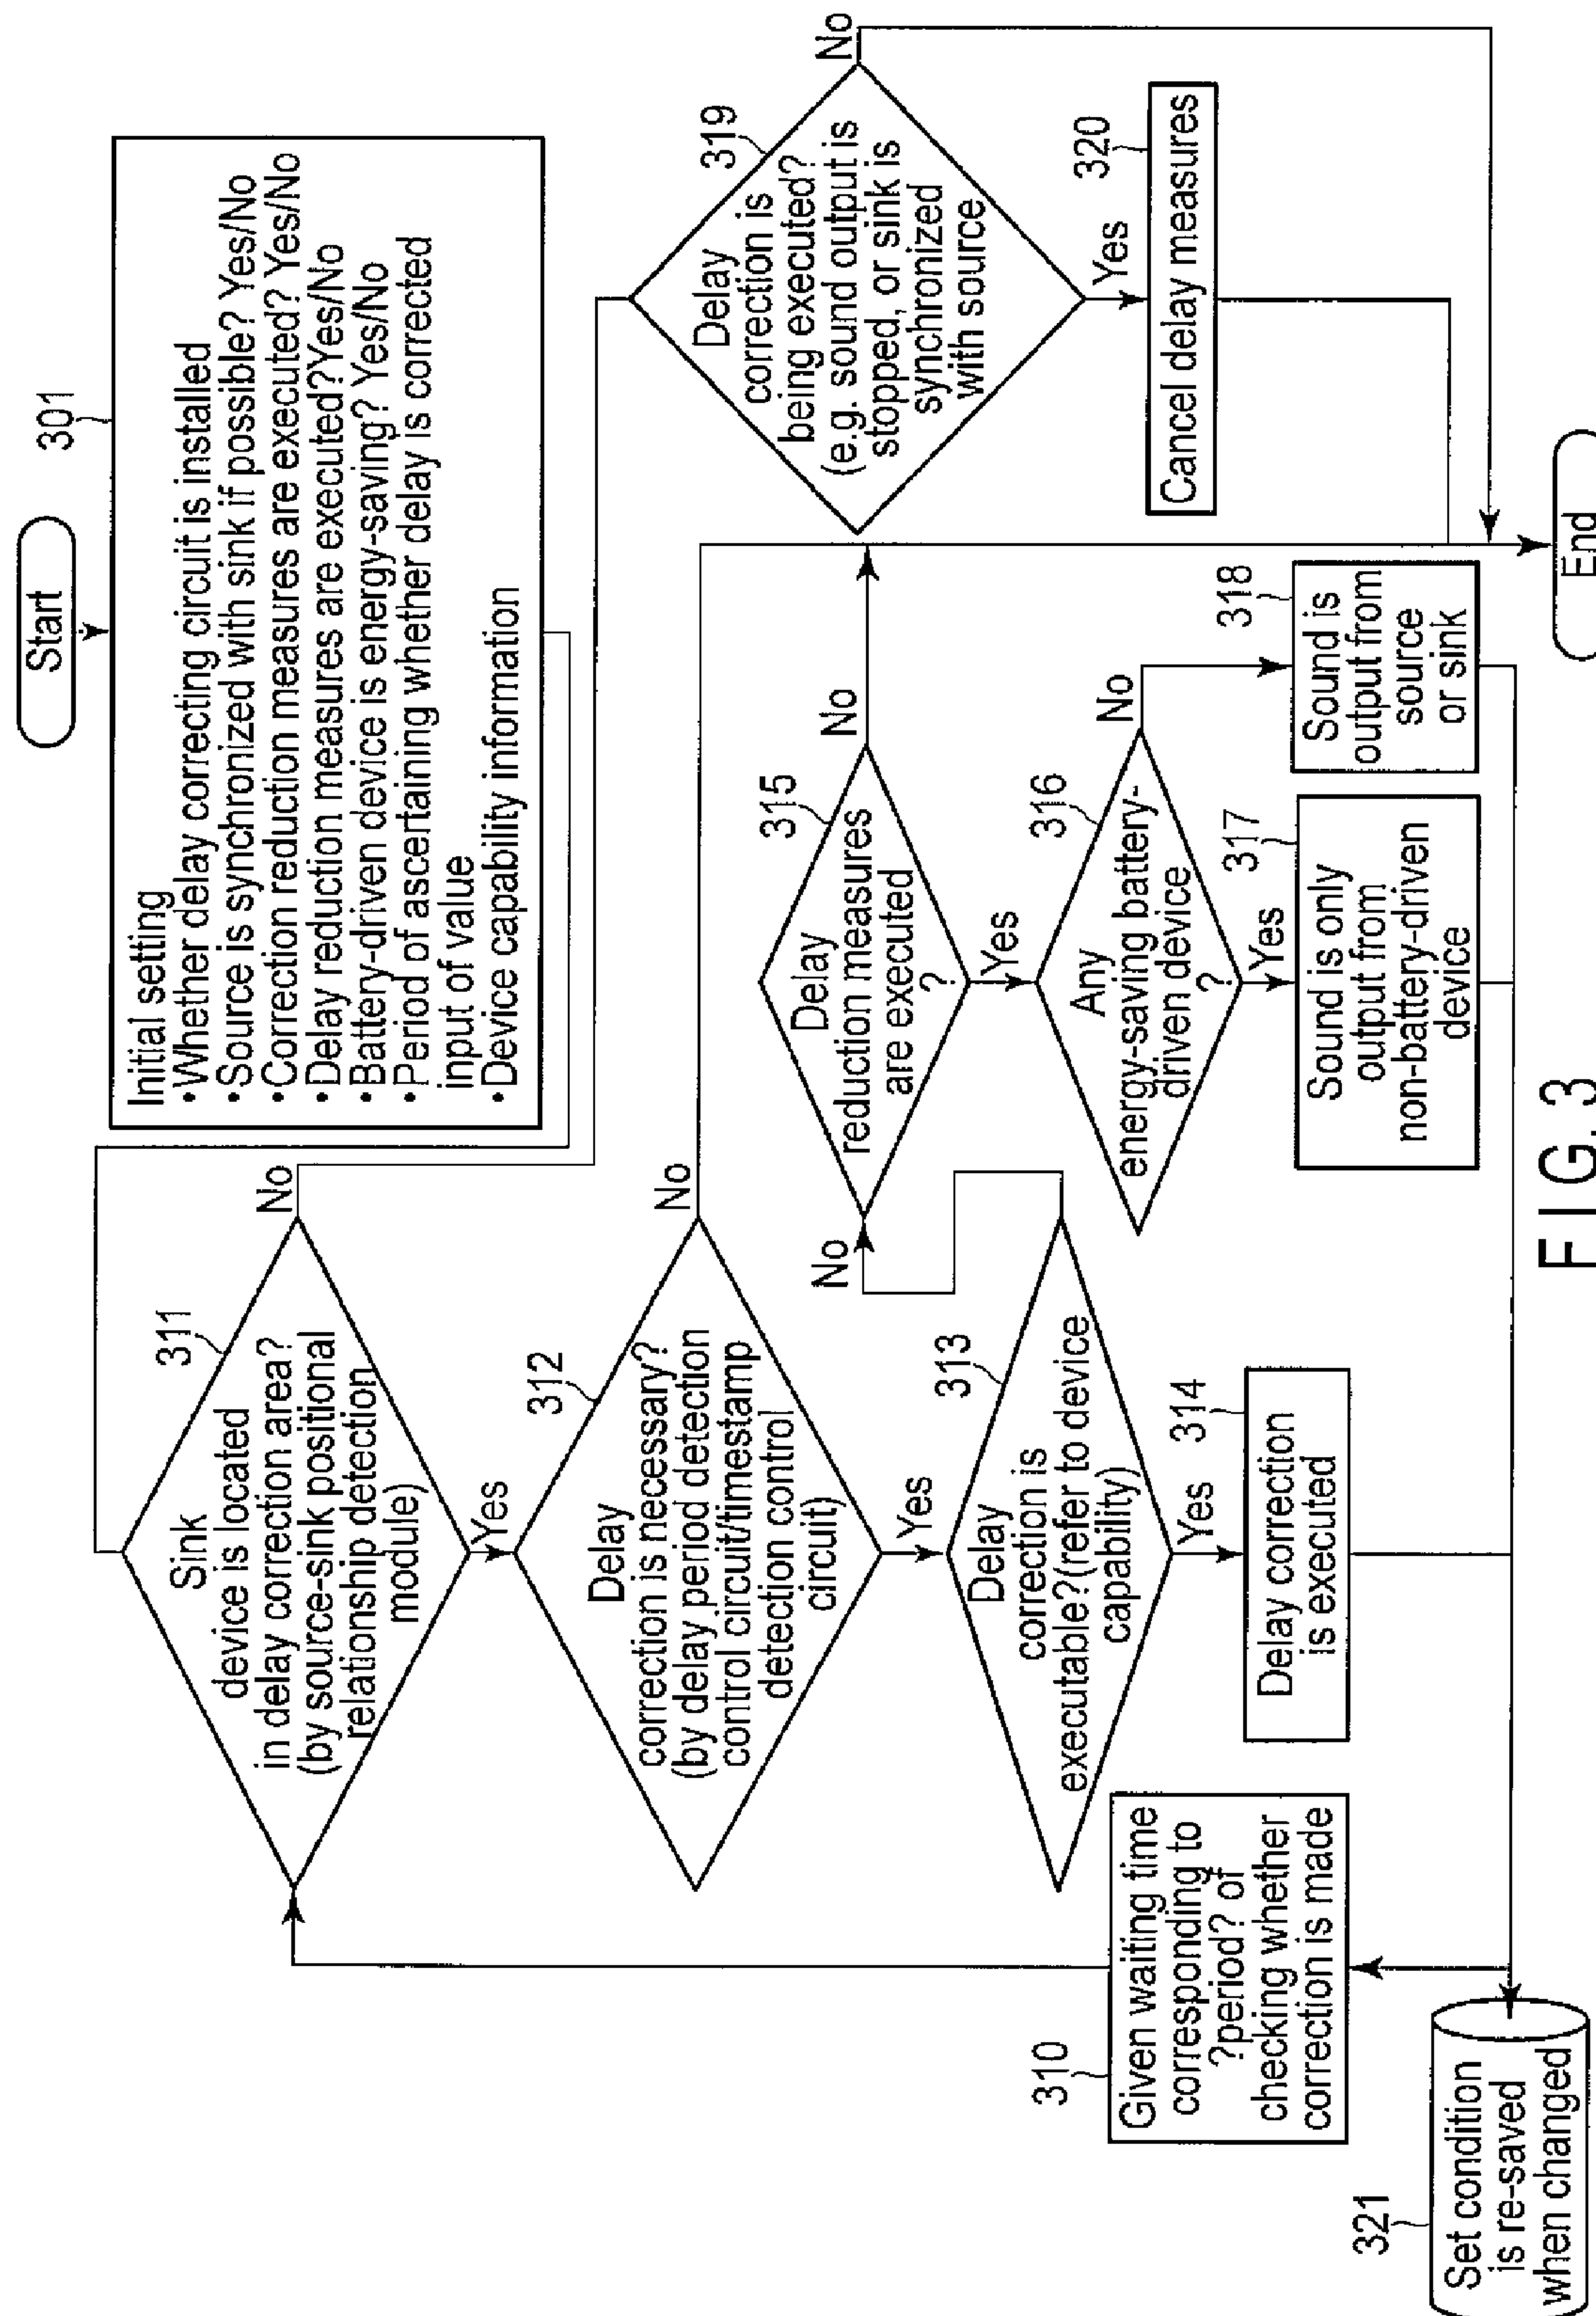 Start
301
Initial setting
• Whether delay correcting circuit is installed
• Source is synchronized with sink if possible? Yes/No
• Correction reduction measures are executed? Yes/No
• Delay reduction measures are executed?Yes/No
• Battery-driven device is energy-saving? Yes/No
• Period of ascertaining whether delay is corrected
input of value
• Device capability information
311
Sink
device is located
in delay correction area?
(by source-sink positional
relationship detection
module)
No
Yes
312
Delay
correction is necessary?
(by delay period detection
control circuit/timestamp
detection control
circuit)
No
Yes
313
Delay
correction is
executable?(refer to device
capability)
No
Yes
314
Delay correction
is executed
310
Given waiting time
corresponding to
?period? of
checking whether
correction is made
321
Set condition
is re-saved
when changed
315
Delay
reduction measures
are executed
?
No
Yes
316
Any
energy-saving battery-
driven device
?
No
Yes
317
Sound is only
output from
non-battery-driven
device
318
Sound is
output from
source
or sink
319
Delay
correction is
being executed?
(e.g. sound output is
stopped, or sink is
synchronized
with source
No
Yes
320
Cancel delay measures
End
FIG. 3